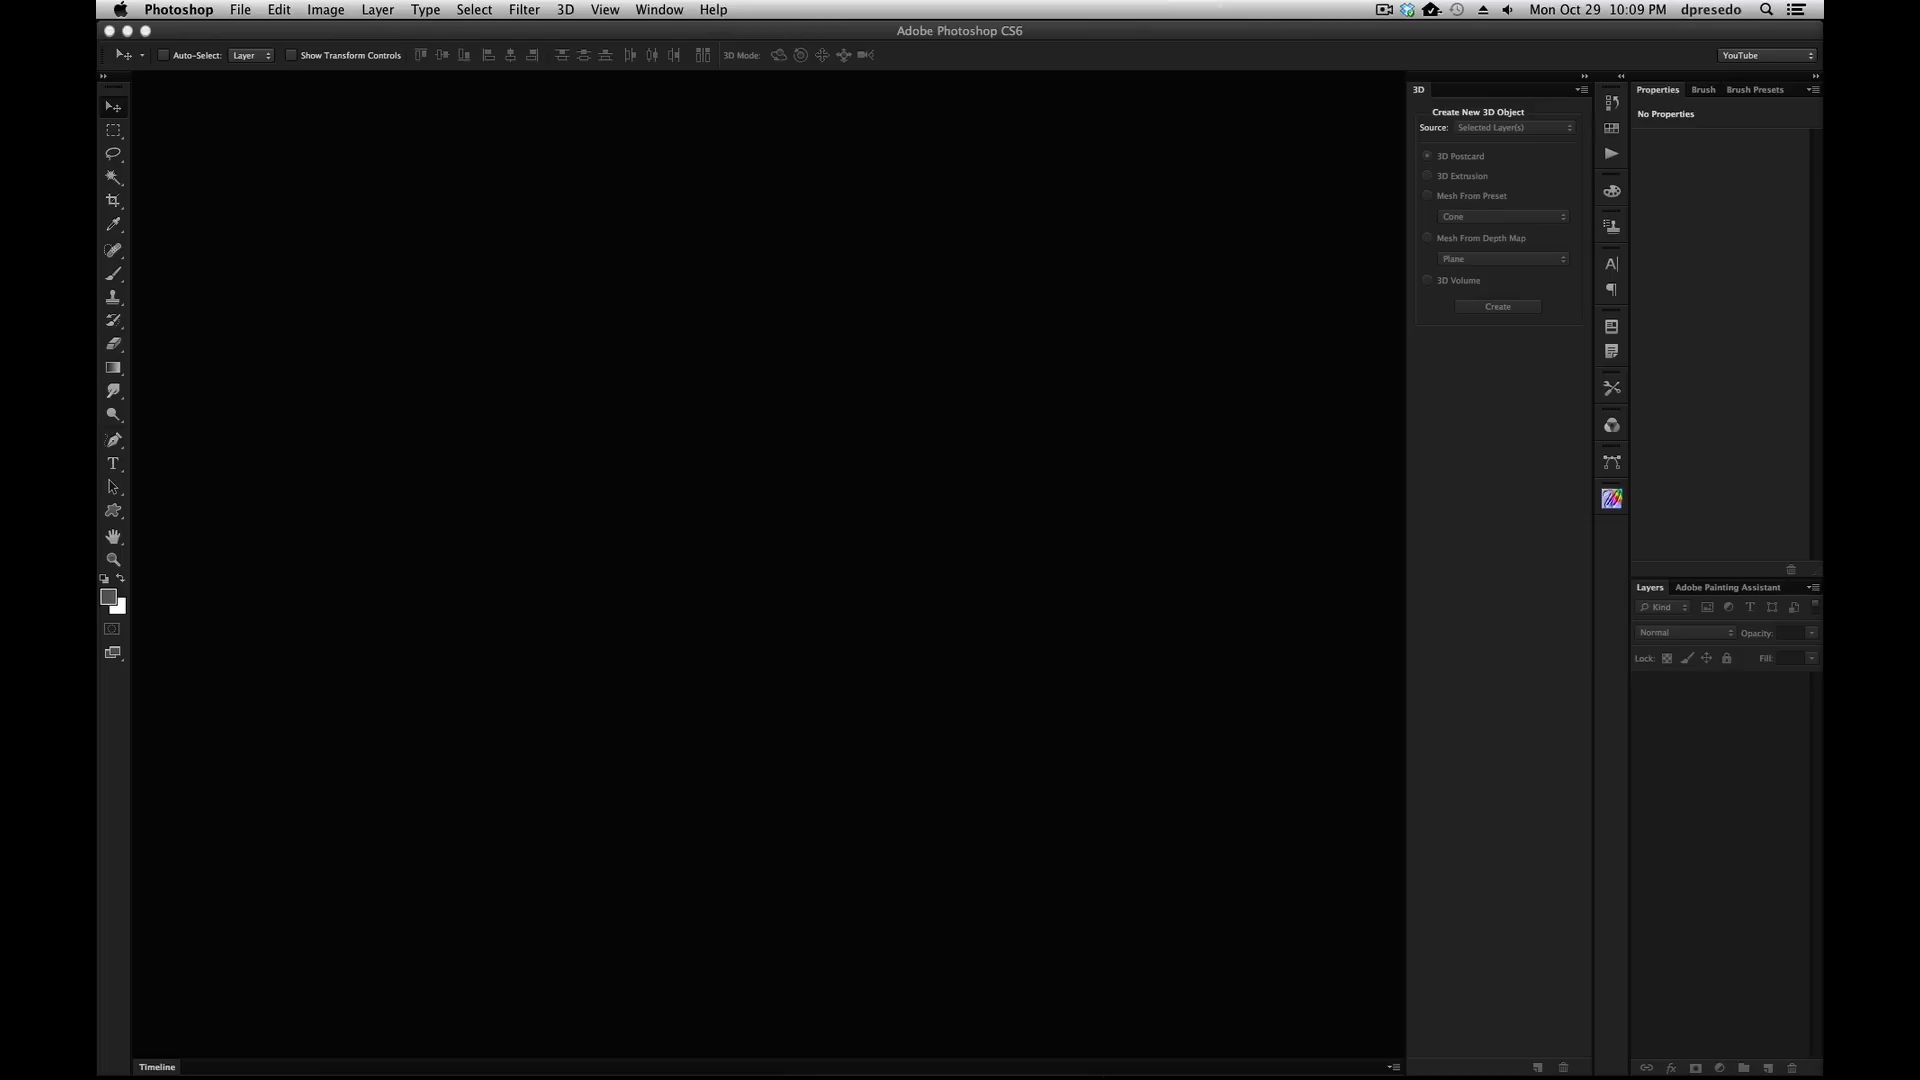 Photoshop File Edit Image Layer Type Select Filter 3D View Window Help Mon Oct 29 10:09 PM dpresedo
Adobe Photoshop CS6
Auto-Select: Layer Show Transform Controls 3D Mode: YouTube
3D
Create New 3D Object
Source: Selected Layer(s)
3D Postcard
3D Extrusion
Mesh From Preset
Cone
Mesh From Depth Map
Plane
3D Volume
Create
Properties Brush Brush Presets
No Properties
Layers Adobe Painting Assistant
Kind
Normal Opacity:
Lock: Fill:
Timeline